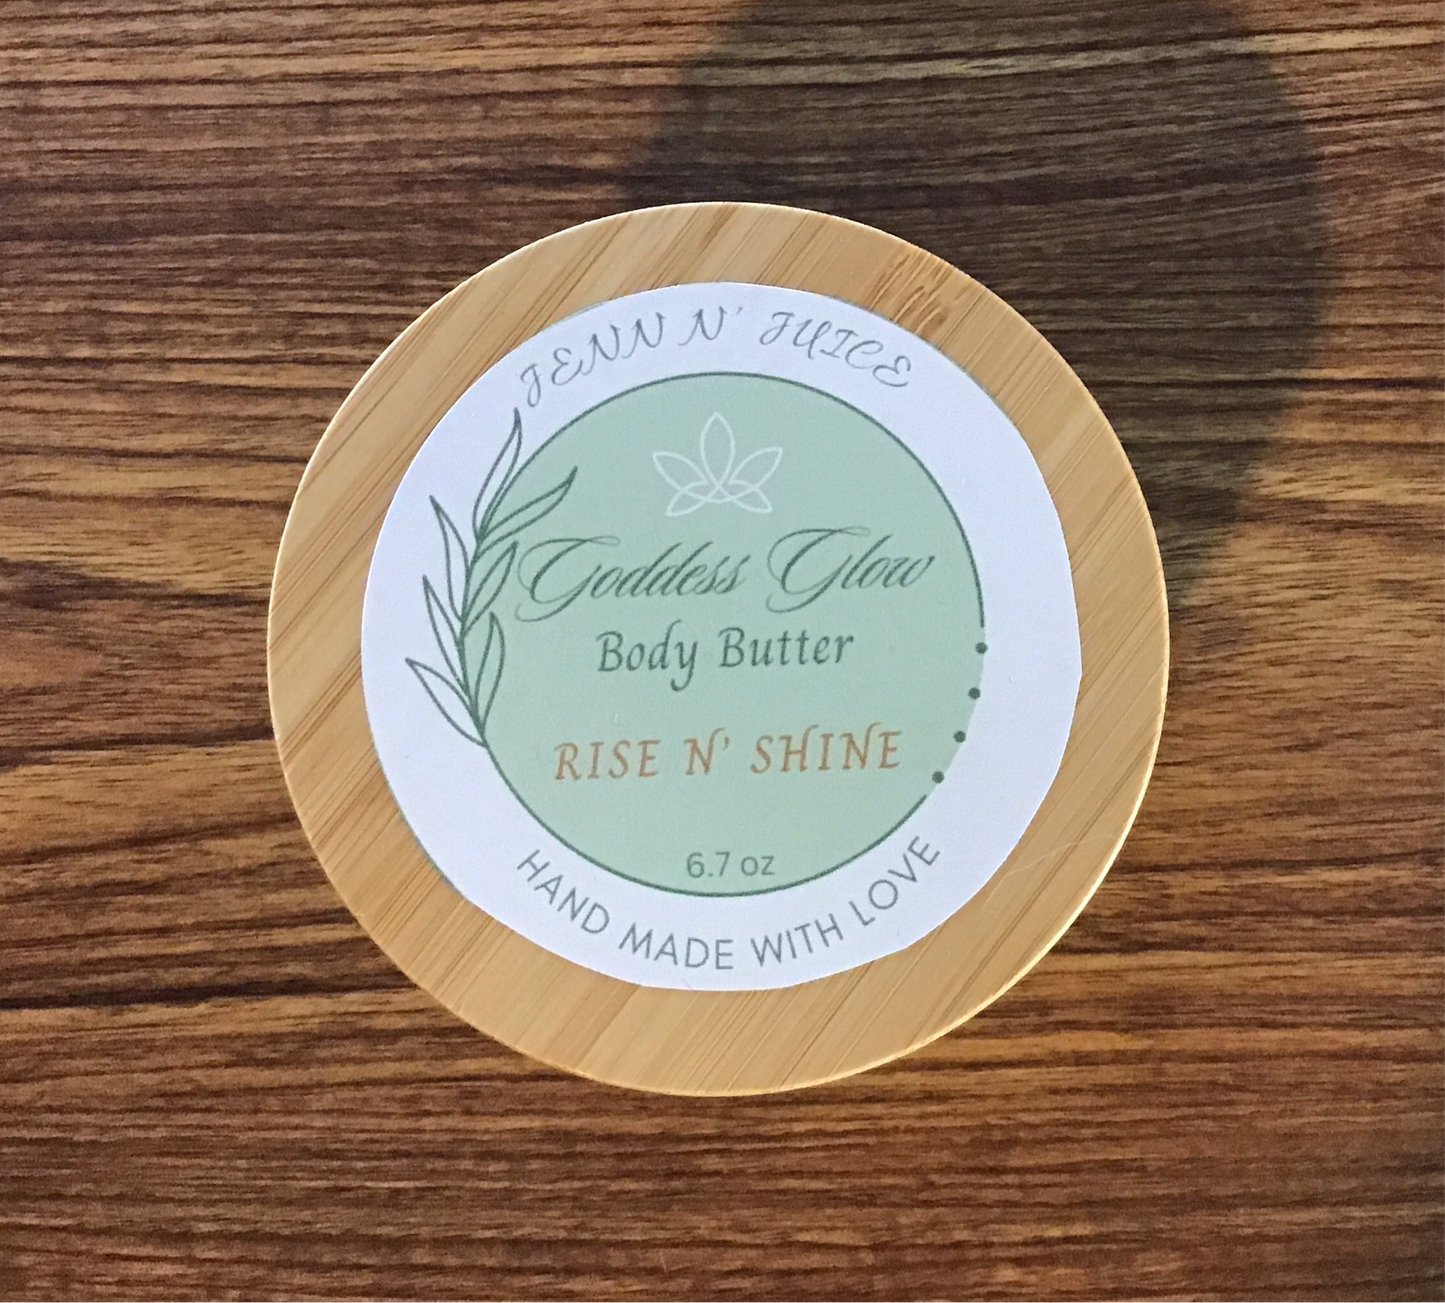 JENN N' JUICE
Goddess Glow
Body Butter
RISE N' SHINE
6.7 oz
HAND MADE WITH LOVE